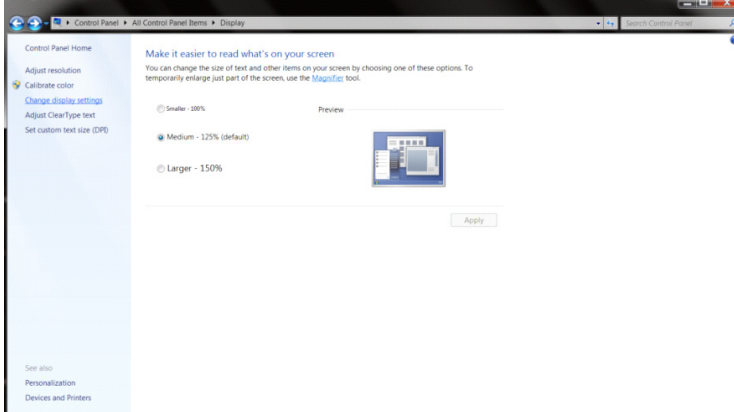 Control Panel ▸ All Control Panel Items ▸ Display
Search Control Panel
Control Panel Home
Adjust resolution
Calibrate color
Change display settings
Adjust ClearType text
Set custom text size (DPI)
See also
Personalization
Devices and Printers
Make it easier to read what's on your screen
You can change the size of text and other items on your screen by choosing one of these options. To
temporarily enlarge just part of the screen, use the Magnifier tool.
Smaller - 100%
Preview
Medium - 125% (default)
Larger - 150%
Apply